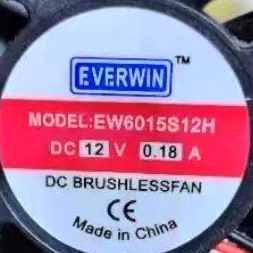 EVERWIN™
MODEL:EW6015S12H
DC 12 V 0.18 A
DC BRUSHLESSFAN
CE
Made in China